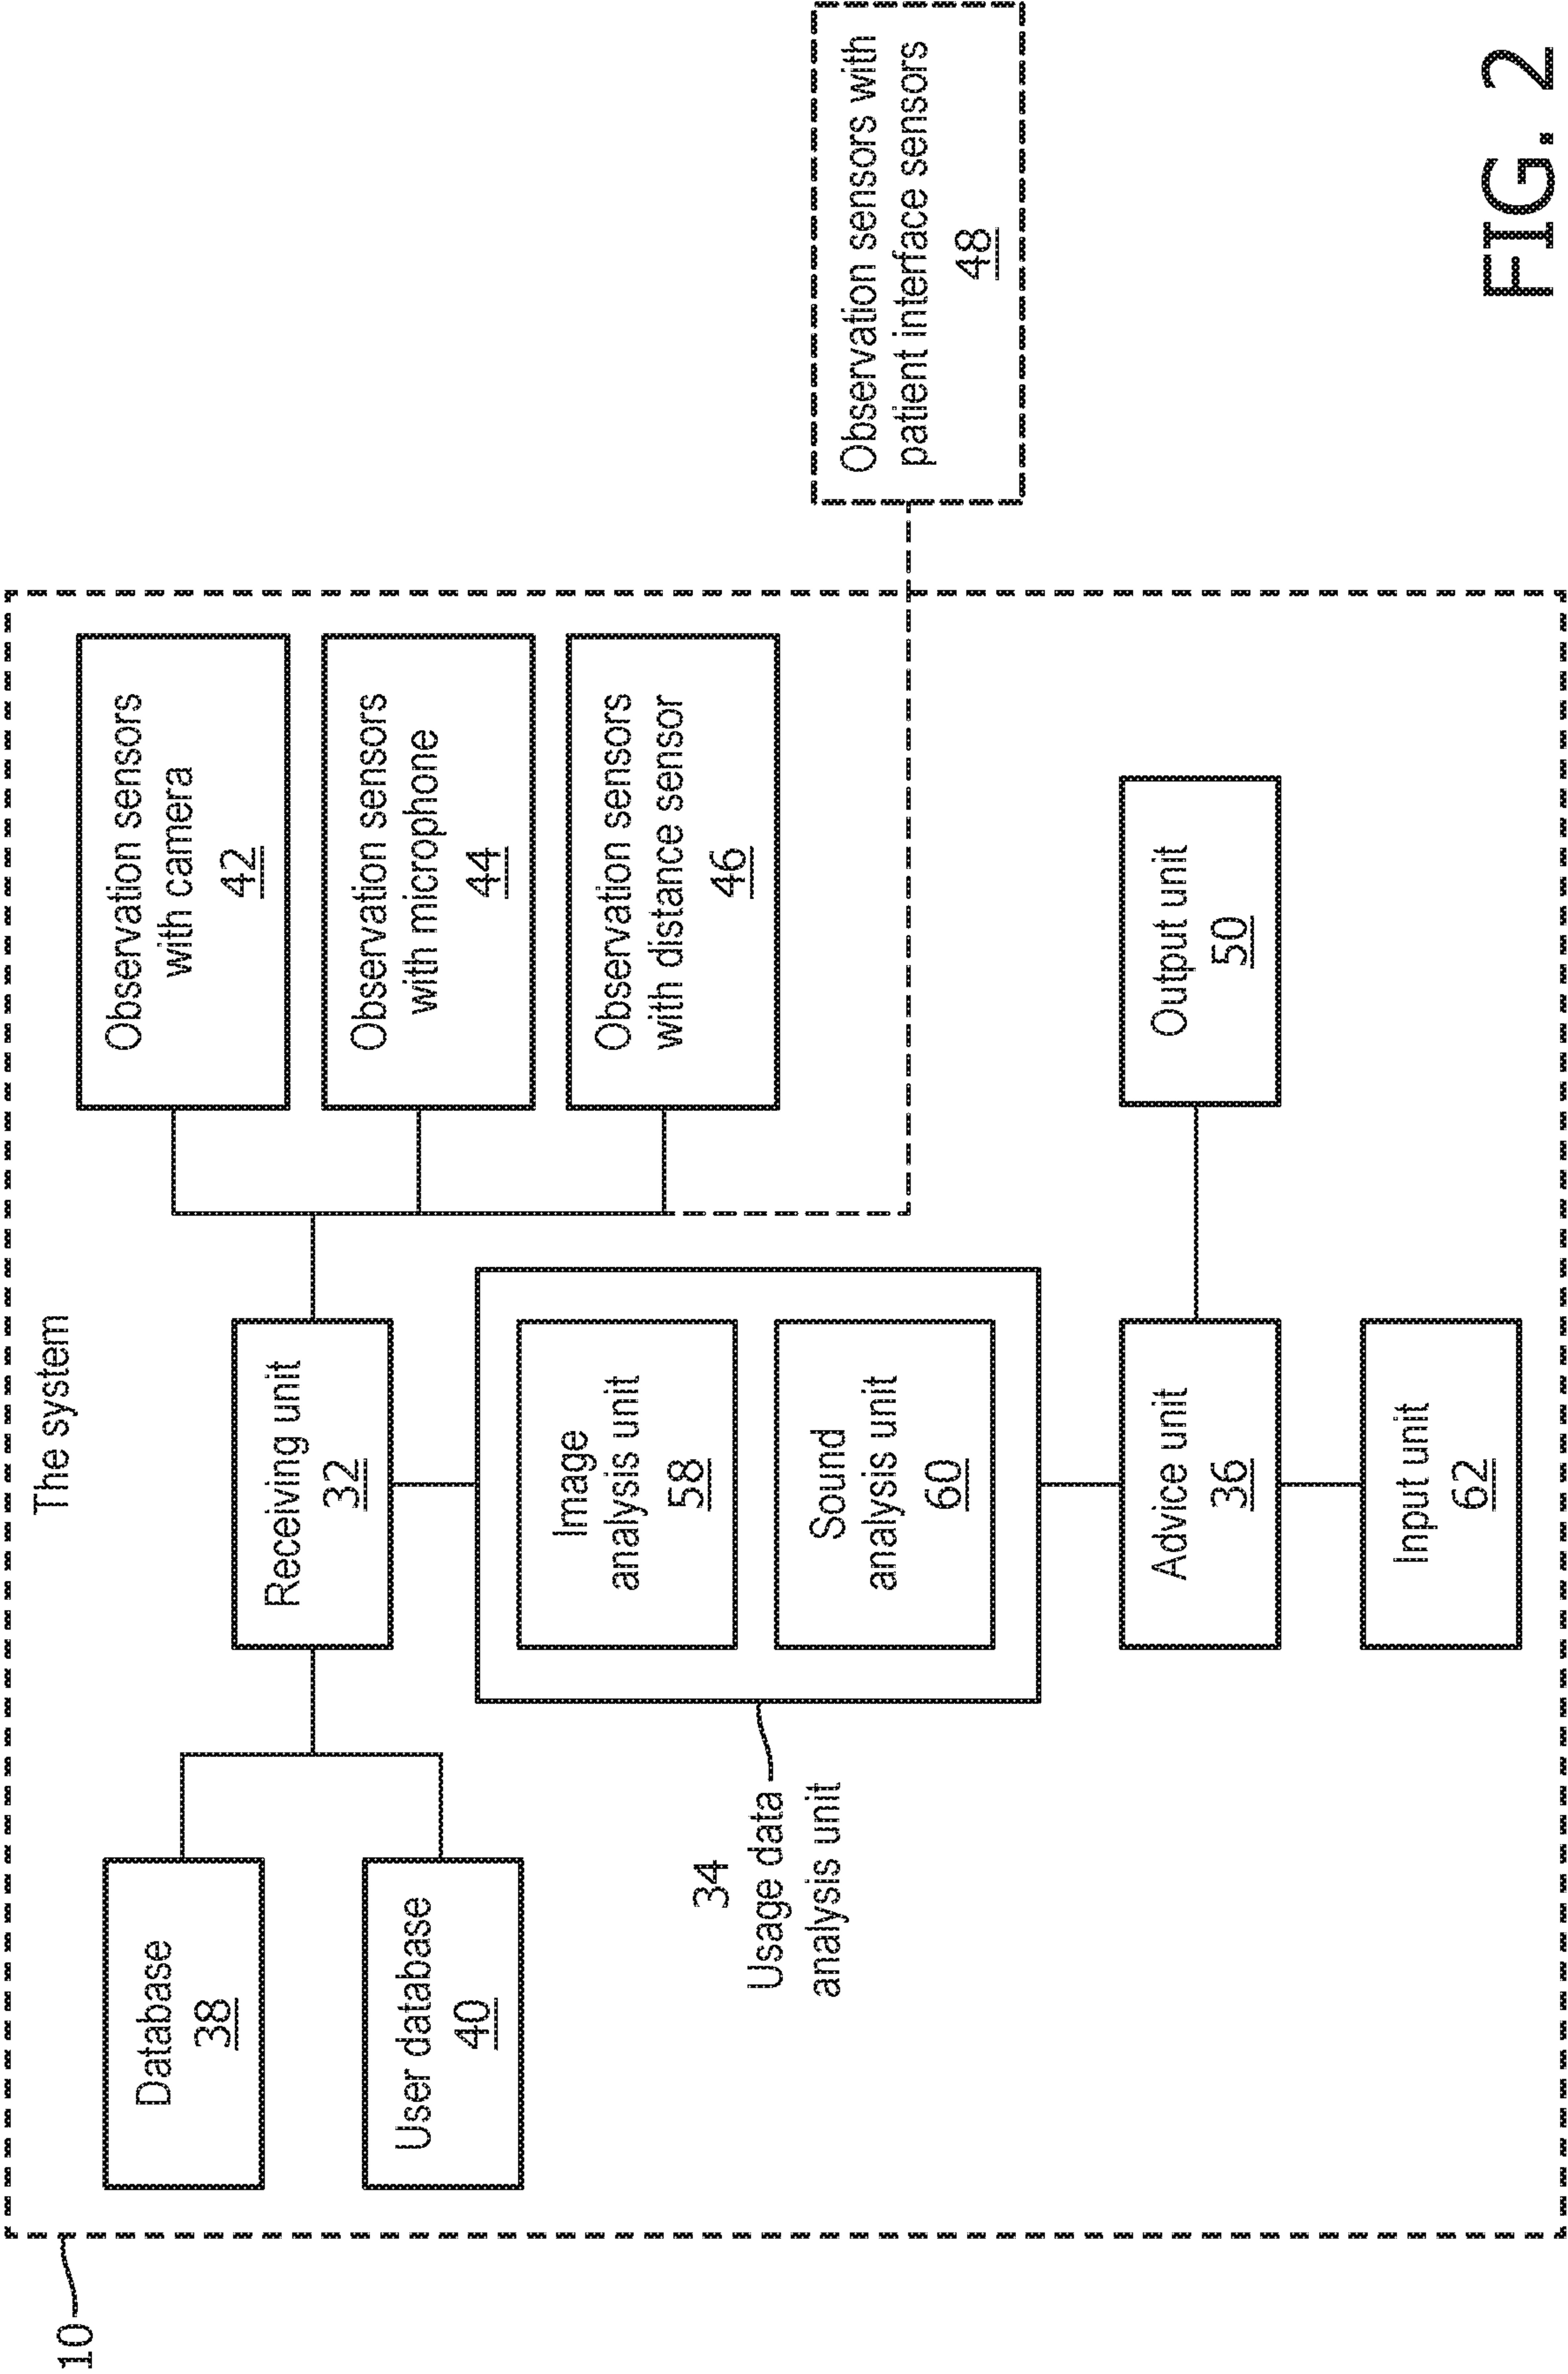 10
The system
Database
38
User database
40
Receiving unit
32
Observation sensors
with camera
42
Observation sensors
with microphone
44
Observation sensors
with distance sensor
46
Observation sensors with
patient interface sensors
48
34
Usage data
analysis unit
Image
analysis unit
58
Sound
analysis unit
60
Advice unit
36
Output unit
50
Input unit
62
FIG. 2